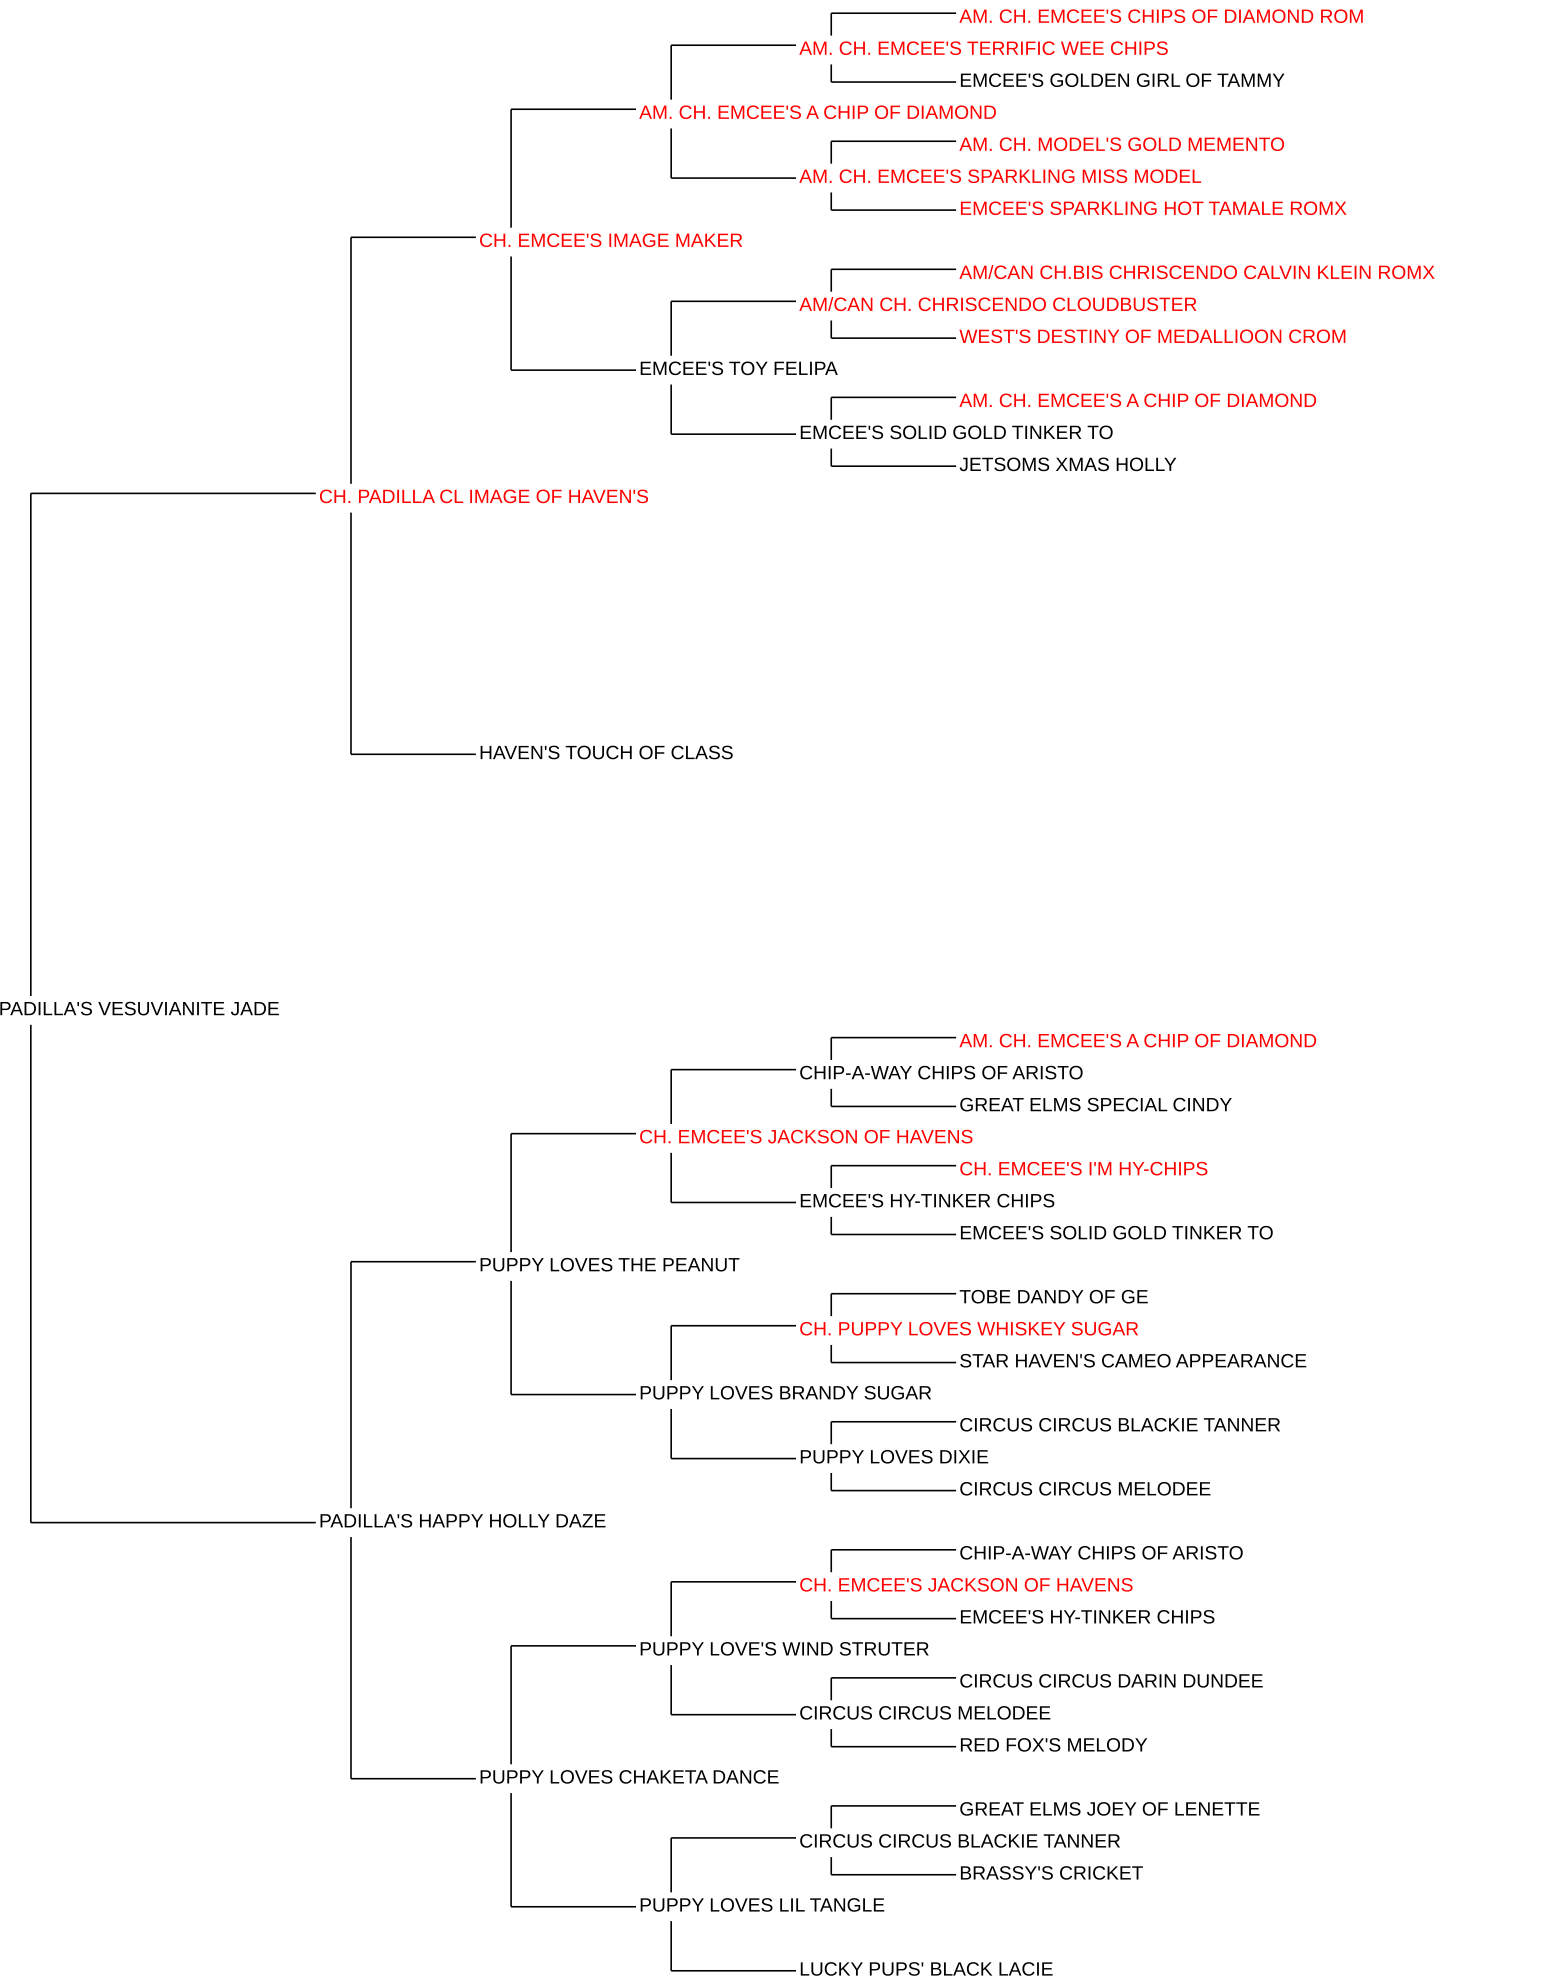 AM. CH. EMCEE'S CHIPS OF DIAMOND ROM
AM. CH. EMCEE'S TERRIFIC WEE CHIPS
EMCEE'S GOLDEN GIRL OF TAMMY
AM. CH. EMCEE'S A CHIP OF DIAMOND
AM. CH. MODEL'S GOLD MEMENTO
AM. CH. EMCEE'S SPARKLING MISS MODEL
EMCEE'S SPARKLING HOT TAMALE ROMX
CH. EMCEE'S IMAGE MAKER
AM/CAN CH.BIS CHRISCENDO CALVIN KLEIN ROMX
AM/CAN CH. CHRISCENDO CLOUDBUSTER
WEST'S DESTINY OF MEDALLIOON CROM
EMCEE'S TOY FELIPA
AM. CH. EMCEE'S A CHIP OF DIAMOND
EMCEE'S SOLID GOLD TINKER TO
JETSOMS XMAS HOLLY
CH. PADILLA CL IMAGE OF HAVEN'S
HAVEN'S TOUCH OF CLASS
PADILLA'S VESUVIANITE JADE
AM. CH. EMCEE'S A CHIP OF DIAMOND
CHIP-A-WAY CHIPS OF ARISTO
GREAT ELMS SPECIAL CINDY
CH. EMCEE'S JACKSON OF HAVENS
CH. EMCEE'S I'M HY-CHIPS
EMCEE'S HY-TINKER CHIPS
EMCEE'S SOLID GOLD TINKER TO
PUPPY LOVES THE PEANUT
TOBE DANDY OF GE
CH. PUPPY LOVES WHISKEY SUGAR
STAR HAVEN'S CAMEO APPEARANCE
PUPPY LOVES BRANDY SUGAR
CIRCUS CIRCUS BLACKIE TANNER
PUPPY LOVES DIXIE
CIRCUS CIRCUS MELODEE
PADILLA'S HAPPY HOLLY DAZE
CHIP-A-WAY CHIPS OF ARISTO
CH. EMCEE'S JACKSON OF HAVENS
EMCEE'S HY-TINKER CHIPS
PUPPY LOVE'S WIND STRUTER
CIRCUS CIRCUS DARIN DUNDEE
CIRCUS CIRCUS MELODEE
RED FOX'S MELODY
PUPPY LOVES CHAKETA DANCE
GREAT ELMS JOEY OF LENETTE
CIRCUS CIRCUS BLACKIE TANNER
BRASSY'S CRICKET
PUPPY LOVES LIL TANGLE
LUCKY PUPS' BLACK LACIE